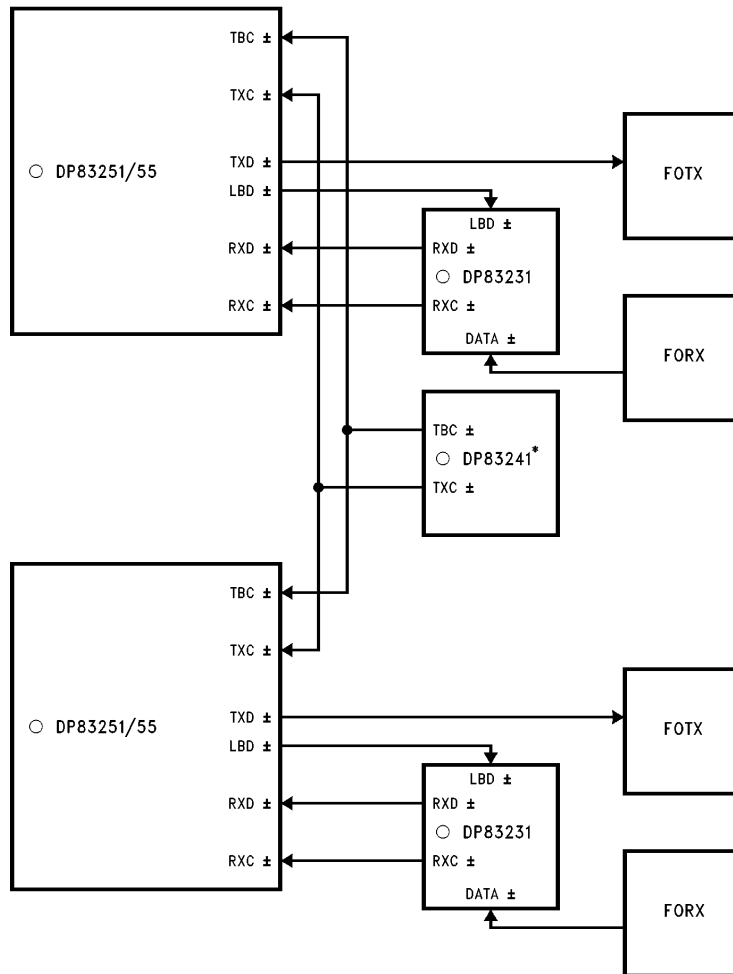 TBC ±
TXC ±
TXD ±
DP83251/55
LBD ±
RXD ±
RXC ±
FOTX
LBD ±
RXD ±
DP83231
RXC ±
DATA ±
FORX
TBC ±
DP83241*
TXC ±
TBC ±
TXC ±
TXD ±
DP83251/55
LBD ±
RXD ±
RXC ±
FOTX
LBD ±
RXD ±
DP83231
RXC ±
DATA ±
FORX